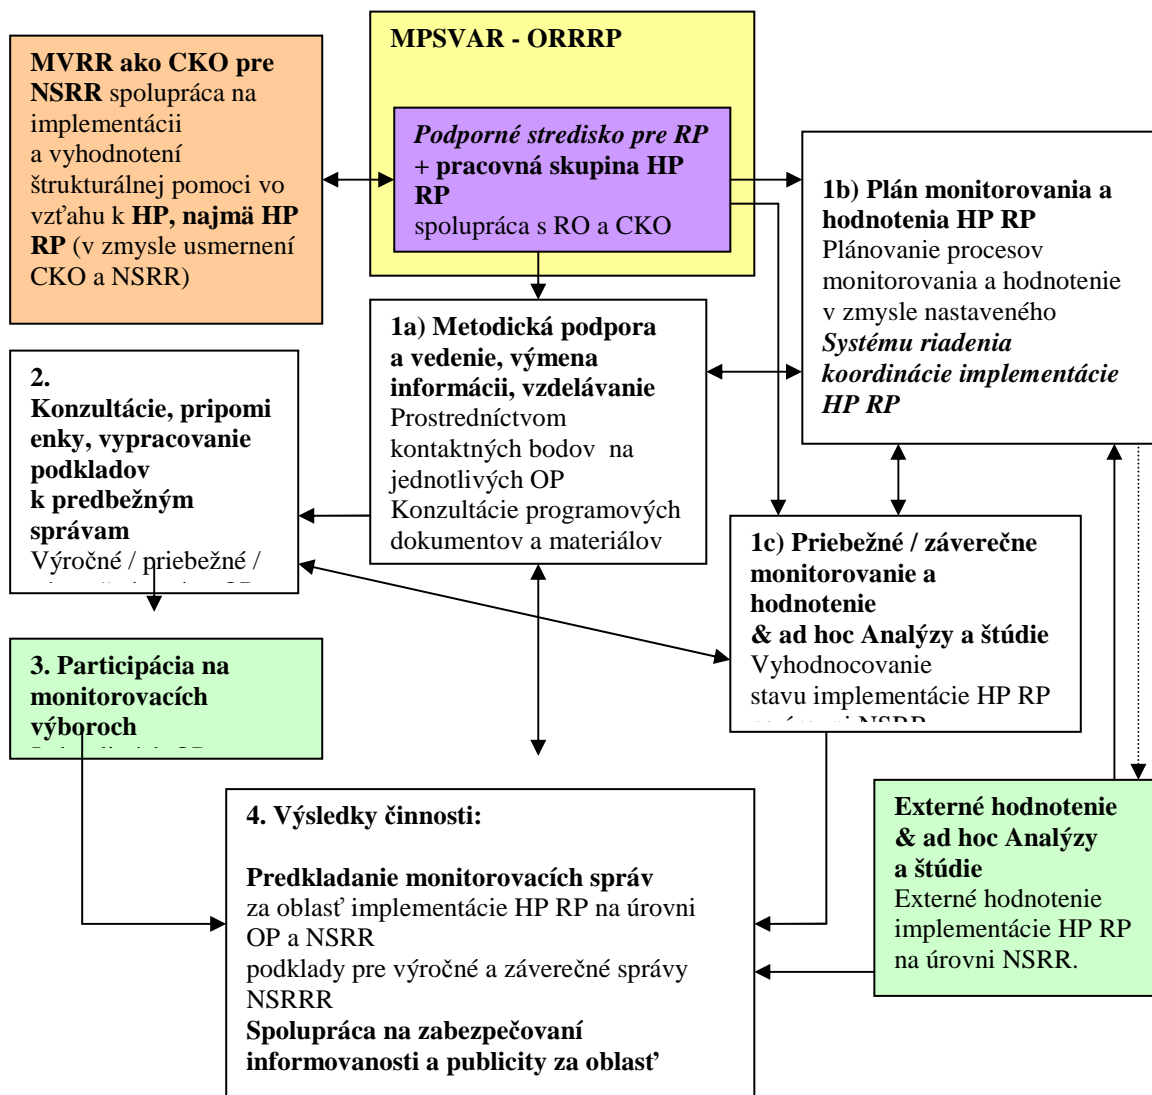 MVRR ako CKO pre
NSRR spolupráca na
implementácii
a vyhodnotení
štrukturálnej pomoci vo
vzťahu k HP, najmä HP
RP (v zmysle usmernení
CKO a NSRR)
MPSVAR - ORRRP
Podporné stredisko pre RP
+ pracovná skupina HP
RP
spolupráca s RO a CKO
1b) Plán monitorovania a
hodnotenia HP RP
Plánovanie procesov
monitorovania a hodnotenie
v zmysle nastaveného
Systému riadenia
koordinácie implementácie
HP RP
1a) Metodická podpora
a vedenie, výmena
informácii, vzdelávanie
Prostredníctvom
kontaktných bodov na
jednotlivých OP
Konzultácie programových
dokumentov a materiálov
2.
Konzultácie, pripomi
enky, vypracovanie
podkladov
k predbežným
správam
Výročné / priebežné /
1c) Priebežné / záverečne
monitorovanie a
hodnotenie
& ad hoc Analýzy a štúdie
Vyhodnocovanie
stavu implementácie HP RP
3. Participácia na
monitorovacích
výboroch
4. Výsledky činnosti:
Predkladanie monitorovacích správ
za oblasť implementácie HP RP na úrovni
OP a NSRR
podklady pre výročné a záverečné správy
NSRRR
Spolupráca na zabezpečovaní
informovanosti a publicity za oblasť
Externé hodnotenie
& ad hoc Analýzy
a štúdie
Externé hodnotenie
implementácie HP RP
na úrovni NSRR.